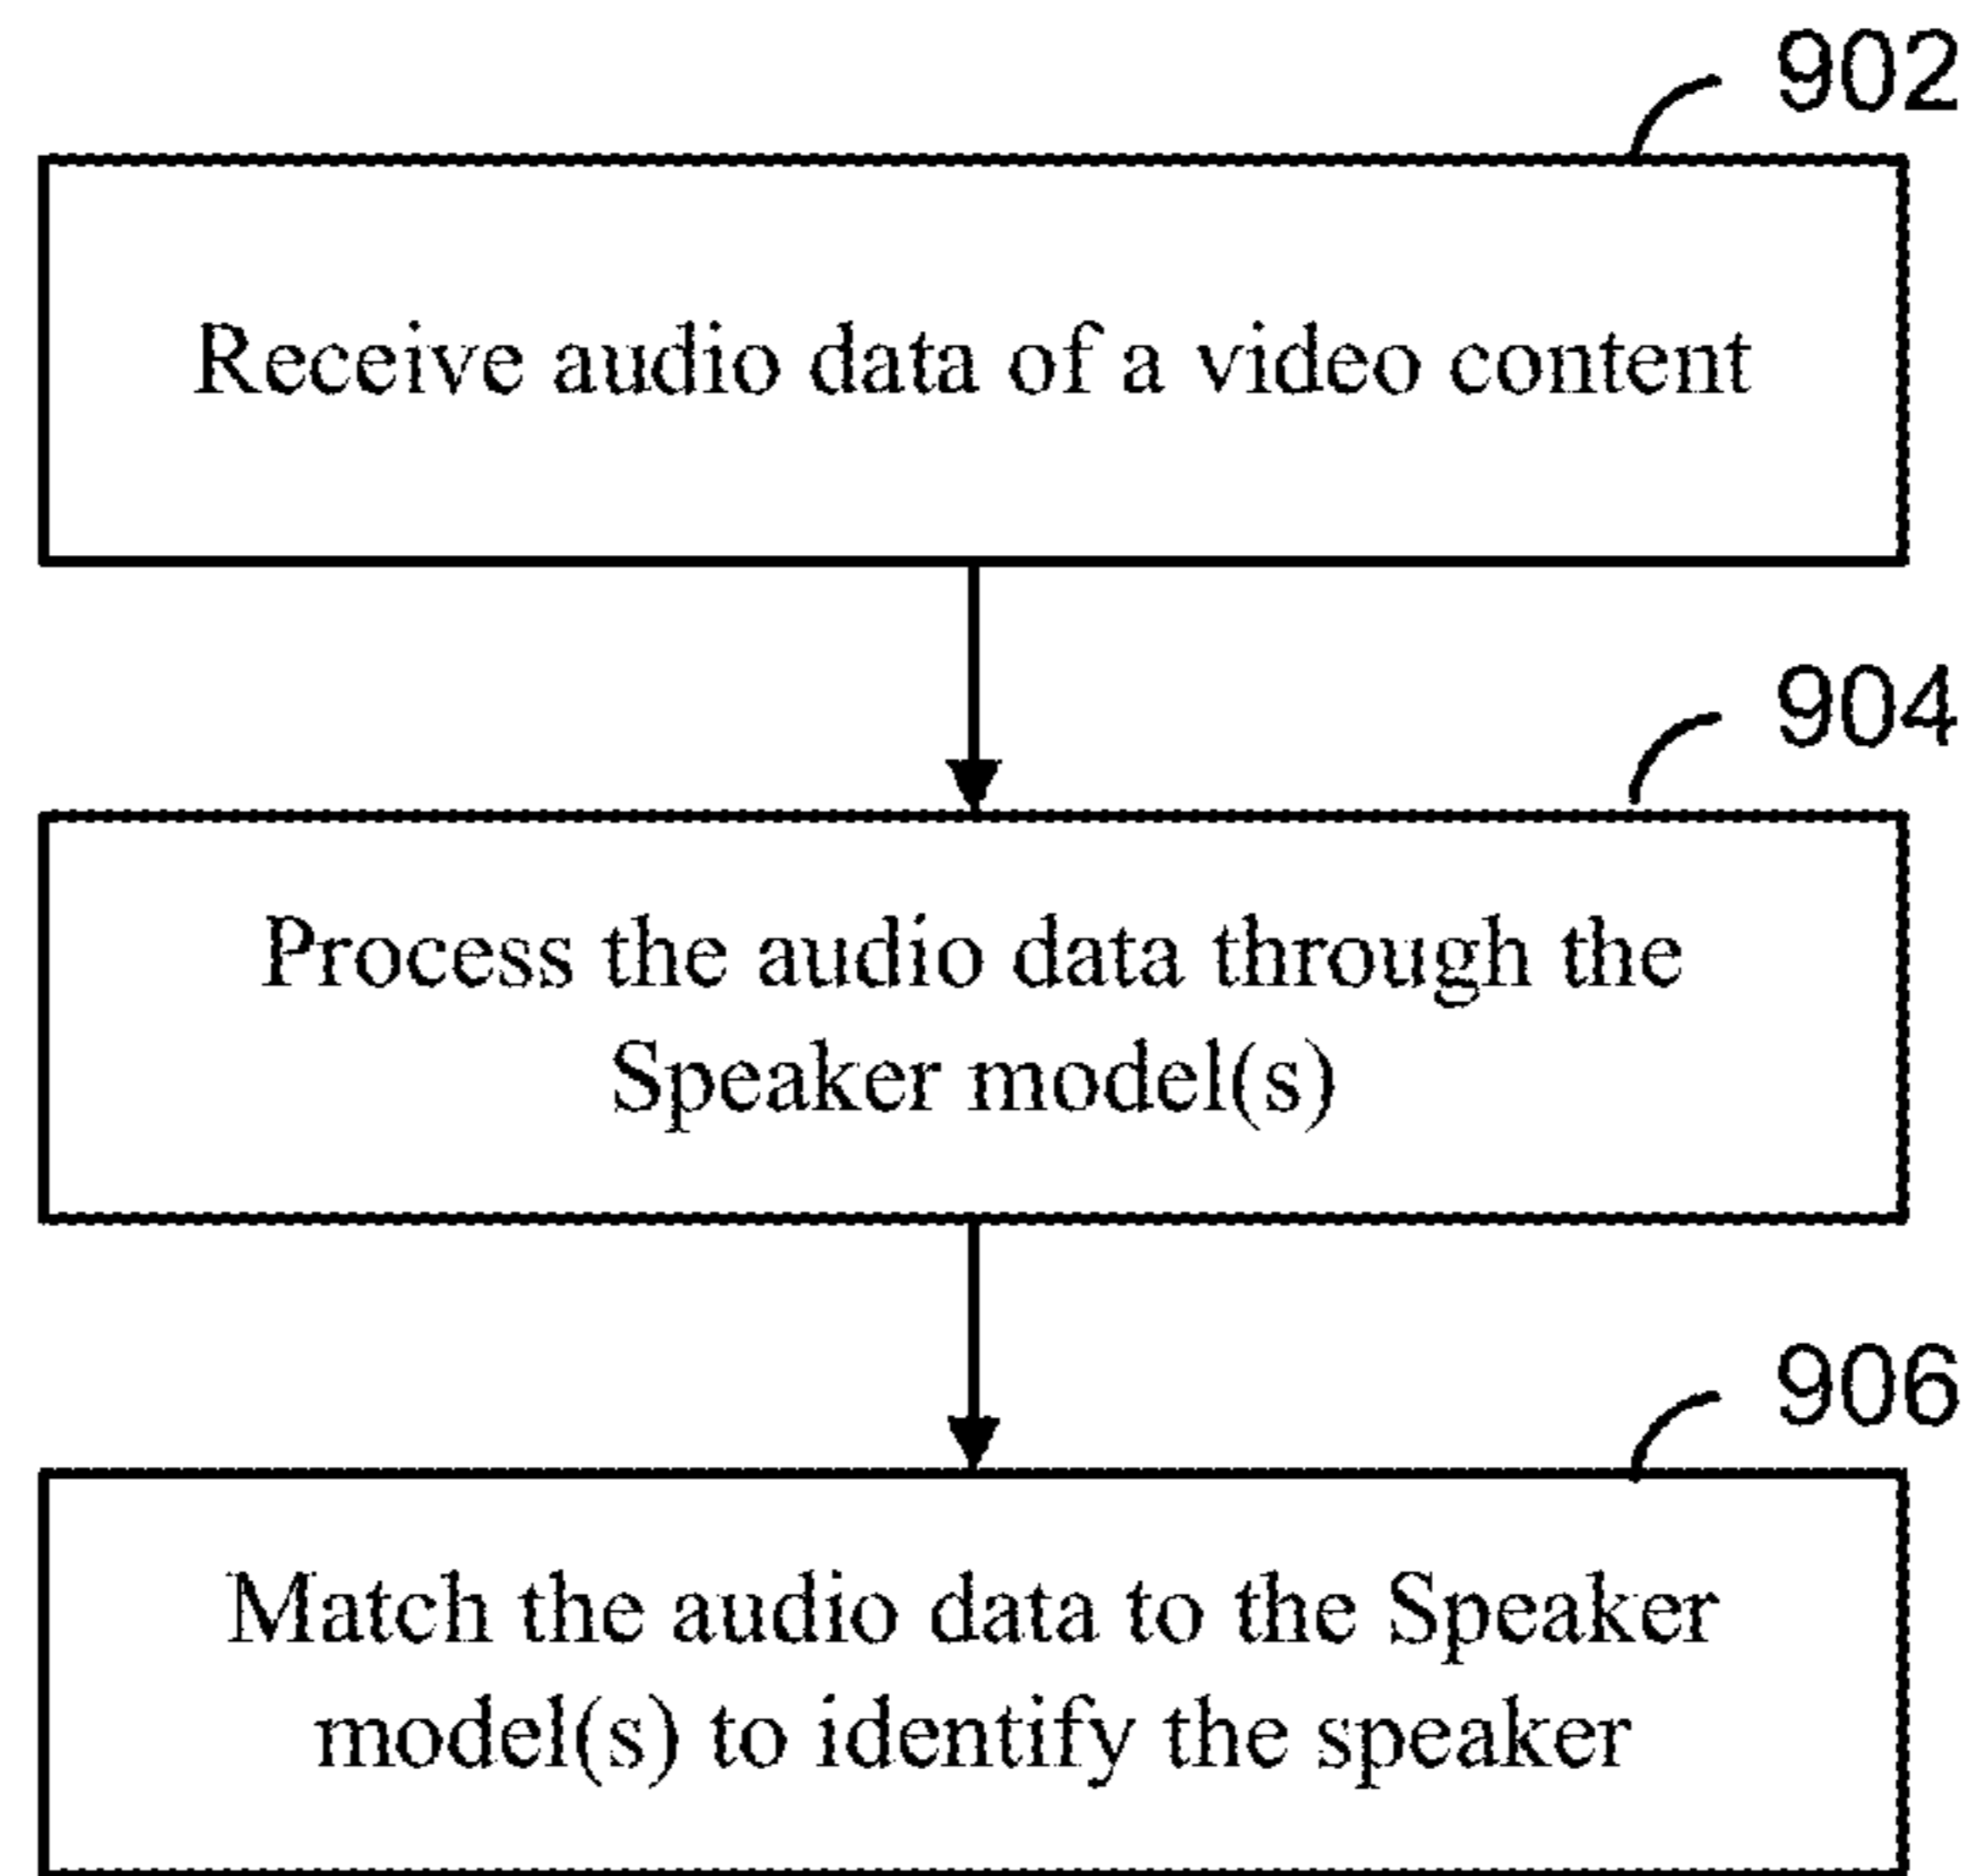 902
Receive audio data of a video content
904
Process the audio data through the
Speaker model(s)
906
Match the audio data to the Speaker
model(s) to identify the speaker